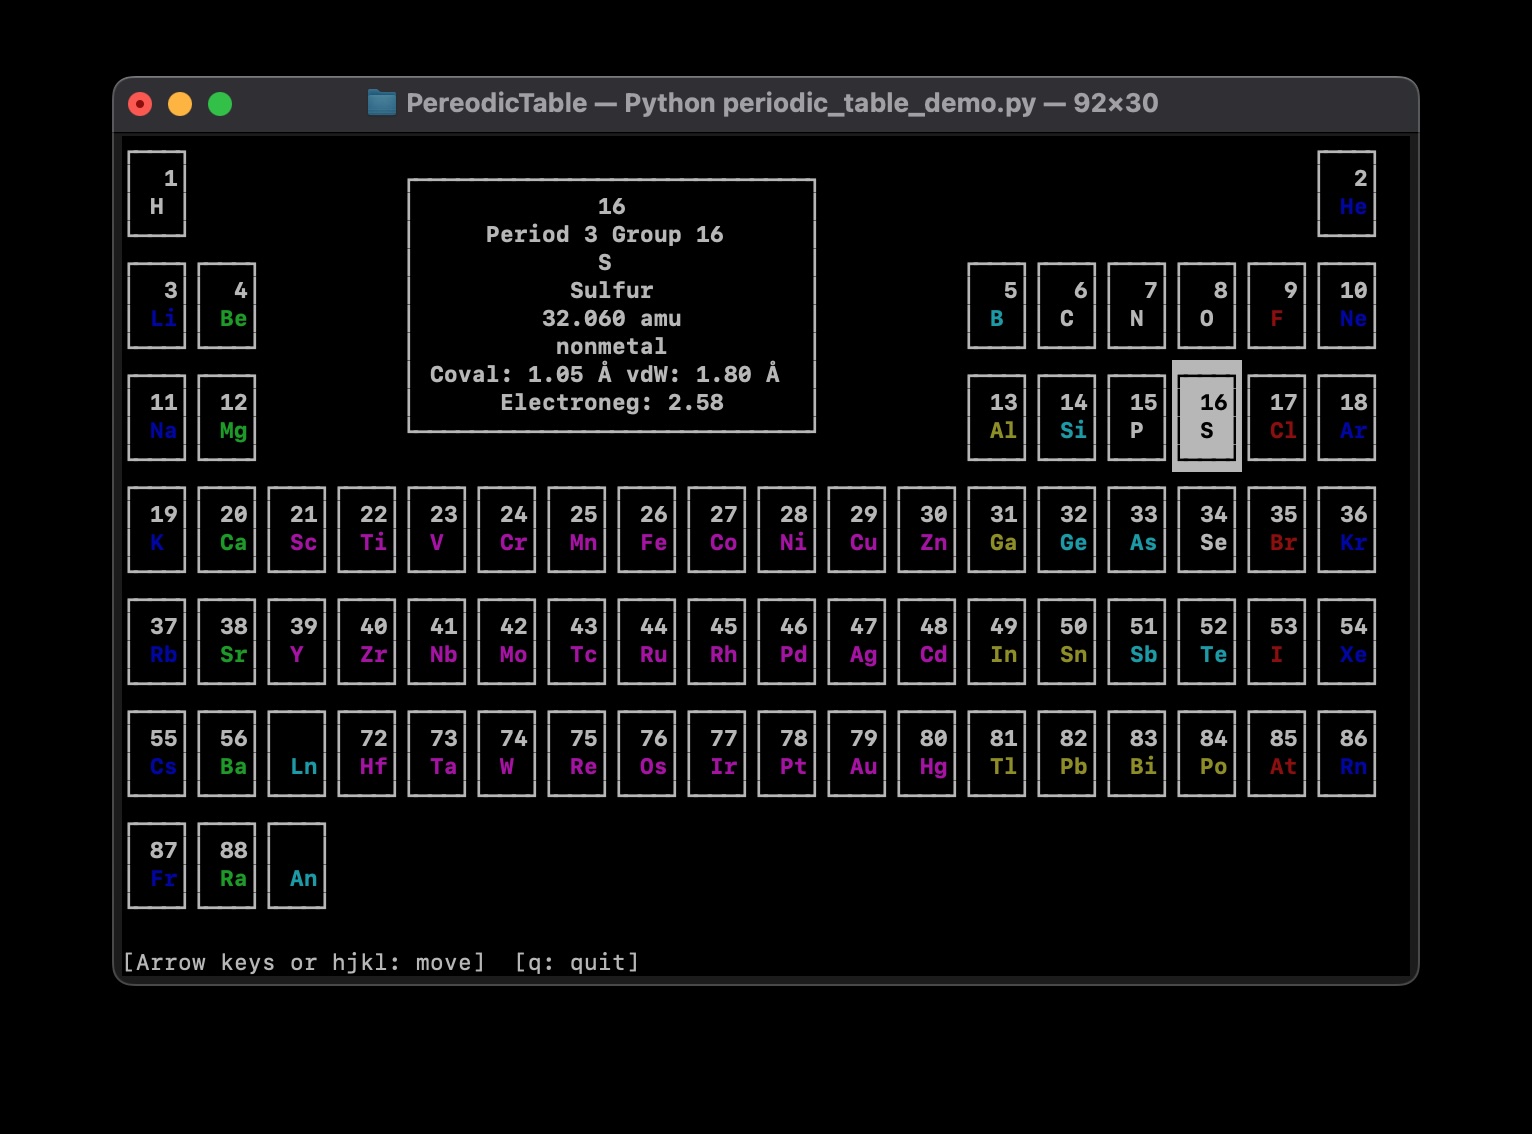 PereodicTable — Python periodic_table_demo.py — 92×30
1 2
H He
16
Period 3 Group 16
S
Sulfur
32.060 amu
nonmetal
Coval: 1.05 Å vdW: 1.80 Å
Electroneg: 2.58
3 4 5 6 7 8 9 10
Li Be B C N O F Ne
11 12 13 14 15 16 17 18
Na Mg Al Si P S Cl Ar
19 20 21 22 23 24 25 26 27 28 29 30 31 32 33 34 35 36
K Ca Sc Ti V Cr Mn Fe Co Ni Cu Zn Ga Ge As Se Br Kr
37 38 39 40 41 42 43 44 45 46 47 48 49 50 51 52 53 54
Rb Sr Y Zr Nb Mo Tc Ru Rh Pd Ag Cd In Sn Sb Te I Xe
55 56 72 73 74 75 76 77 78 79 80 81 82 83 84 85 86
Cs Ba Ln Hf Ta W Re Os Ir Pt Au Hg Tl Pb Bi Po At Rn
87 88
Fr Ra An
[Arrow keys or hjkl: move] [q: quit]